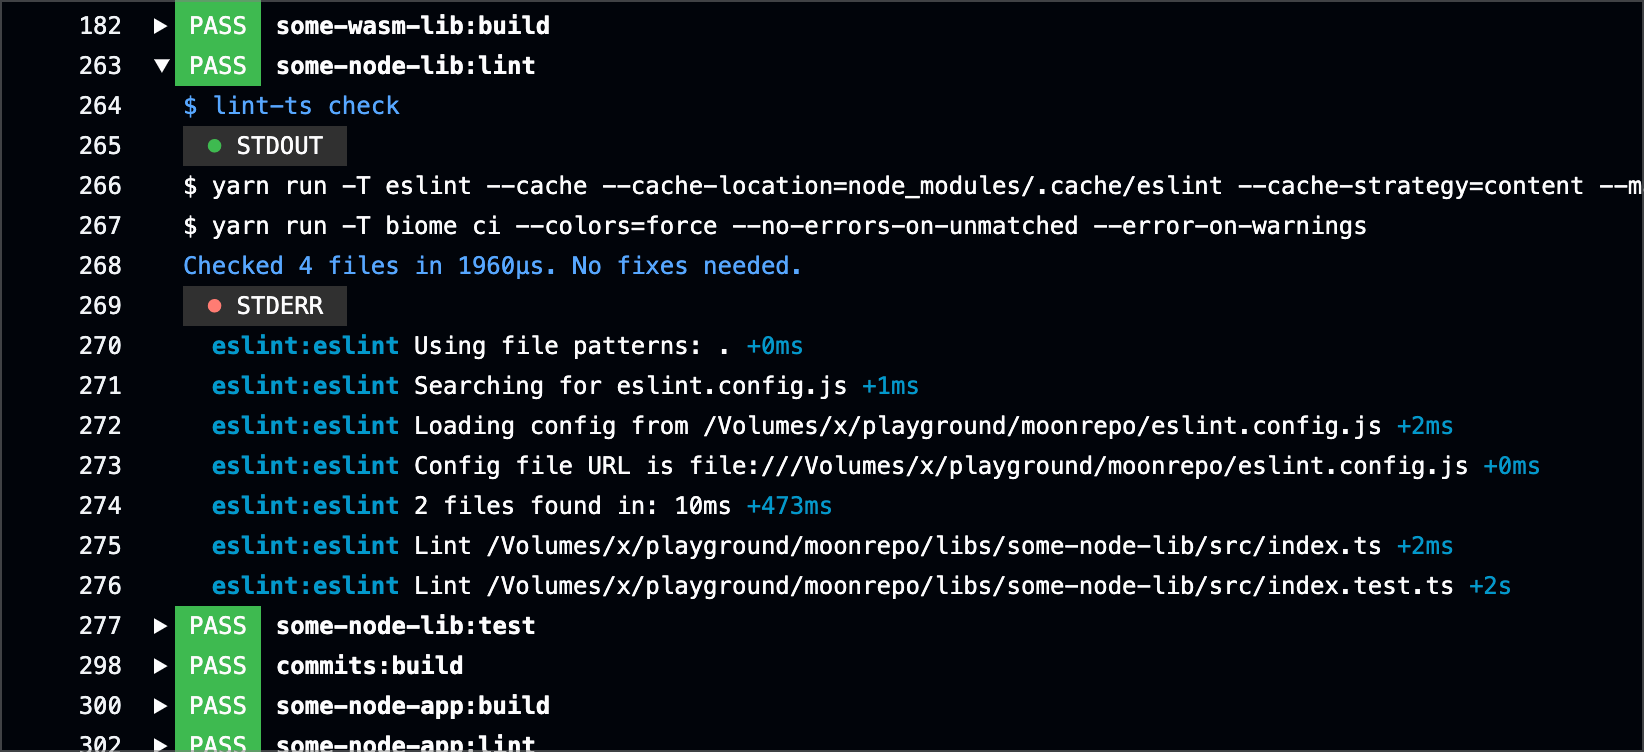 182 PASS some-wasm-lib:build
263 PASS some-node-lib:lint
264 $ lint-ts check
265 STDOUT
266 $ yarn run -T eslint --cache --cache-location=node_modules/.cache/eslint --cache-strategy=content --m
267 $ yarn run -T biome ci --colors=force --no-errors-on-unmatched --error-on-warnings
268 Checked 4 files in 1960µs. No fixes needed.
269 STDERR
270 eslint:eslint Using file patterns: . +0ms
271 eslint:eslint Searching for eslint.config.js +1ms
272 eslint:eslint Loading config from /Volumes/x/playground/moonrepo/eslint.config.js +2ms
273 eslint:eslint Config file URL is file:///Volumes/x/playground/moonrepo/eslint.config.js +0ms
274 eslint:eslint 2 files found in: 10ms +473ms
275 eslint:eslint Lint /Volumes/x/playground/moonrepo/libs/some-node-lib/src/index.ts +2ms
276 eslint:eslint Lint /Volumes/x/playground/moonrepo/libs/some-node-lib/src/index.test.ts +2s
277 PASS some-node-lib:test
298 PASS commits:build
300 PASS some-node-app:build
302 PASS some-node-app:lint